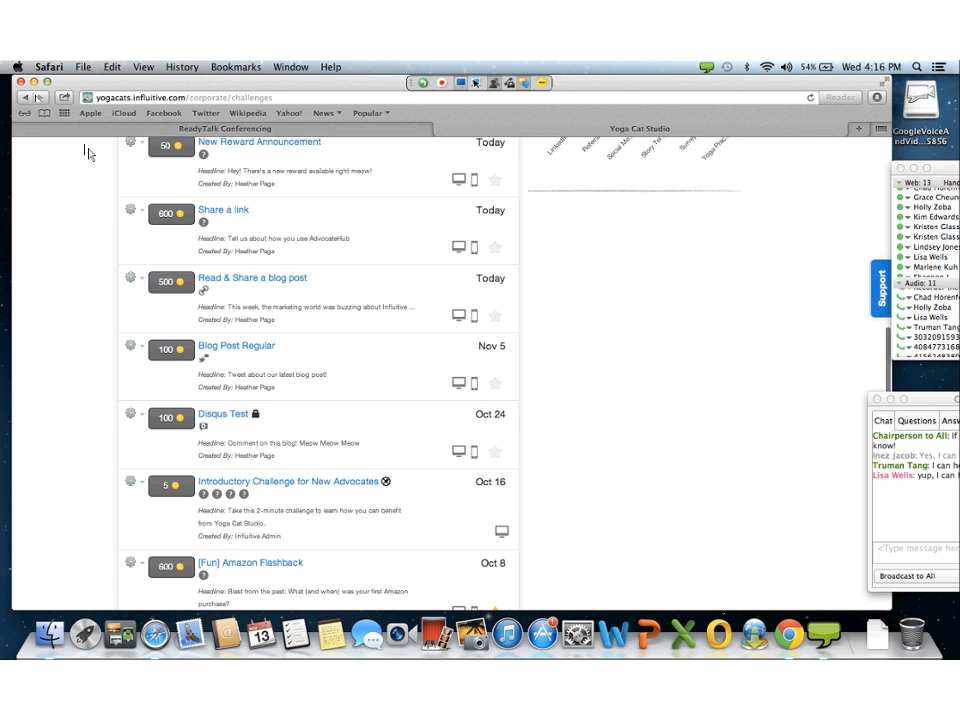 Safari File Edit View History Bookmarks Window Help 54% Wed 4:16 PM
yogacats.influitive.com/corporate/challenges Reader
Apple iCloud Facebook Twitter Wikipedia Yahoo! News Popular
ReadyTalk Conferencing Yoga Cat Studio
GoogleVoiceA
ndVid...5856
50 New Reward Announcement Today
Headline: Hey! There's a new reward available right meow!
Created By: Heather Page
600 Share a link Today
Headline: Tell us about how you use AdvocateHub
Created By: Heather Page
500 Read & Share a blog post Today
Headline: This week, the marketing world was buzzing about Influitive ...
Created By: Heather Page
100 Blog Post Regular Nov 5
Headline: Tweet about our latest blog post!
Created By: Heather Page
100 Disqus Test Oct 24
Headline: Comment on this blog! Meow Meow Meow
Created By: Heather Page
5 Introductory Challenge for New Advocates Oct 16
Headline: Take this 2-minute challenge to learn how you can benefit
from Yoga Cat Studio.
Created By: Influitive Admin
600 [Fun] Amazon Flashback Oct 8
Headline: Blast from the past: What (and when) was your first Amazon
purchase?
Support
Web: 13 Hand
Grace Cheun
Holly Zoba
Kim Edwards
Kristen Glass
Kristen Glass
Lindsey Jone
Lisa Wells
Marlene Kuh
Audio: 11
Chad Horenf
Holly Zoba
Lisa Wells
Truman Tang
3032091593
4084773168
Chat Questions Answ
Chairperson to All: If
know!
Inez Jacob: Yes, I can
Truman Tang: I can he
Lisa Wells: yup, I can h
<Type message her
Broadcast to All
NOV
13
1